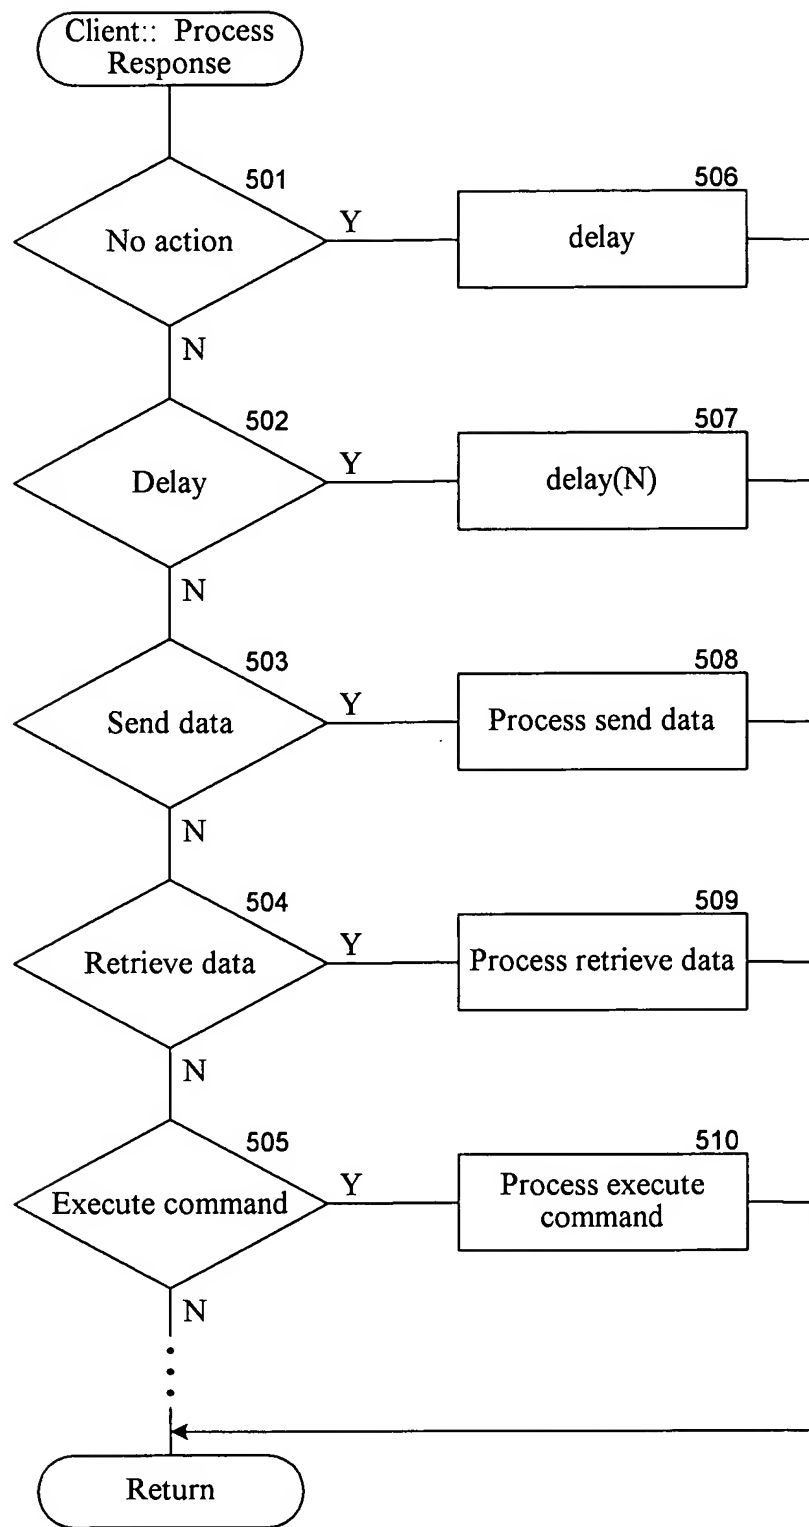 Client:: Process
Response
501
No action
Y
506
delay
N
502
Delay
Y
507
delay(N)
N
503
Send data
Y
508
Process send data
N
504
Retrieve data
Y
509
Process retrieve data
N
505
Execute command
Y
510
Process execute
command
N
Return